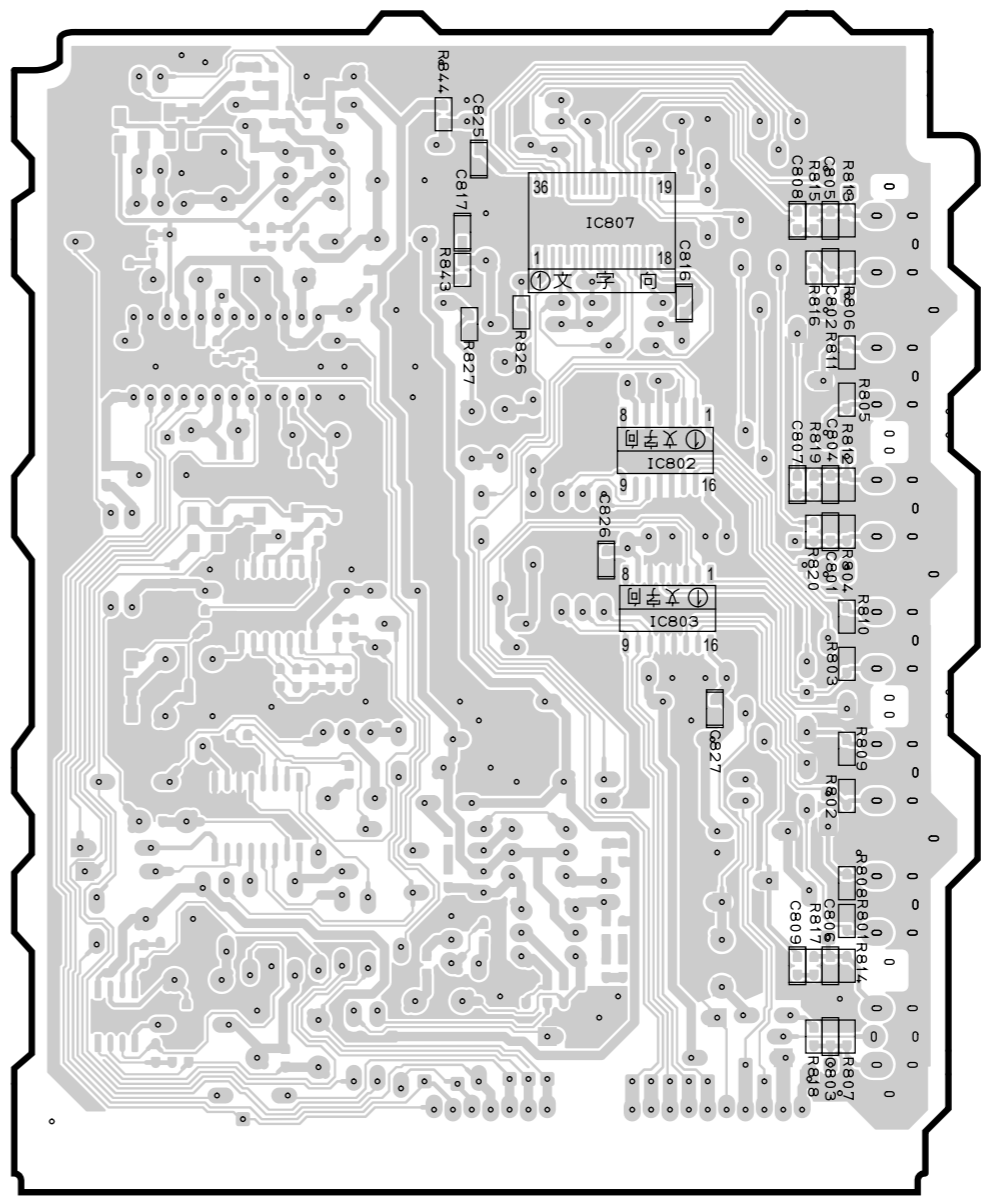 R844
C825
C817
R843
R827
R826
36
19
IC807
1
18
①文 字 向
C816
C808
R815
C805
R813
R816
C802
R806
R811
R805
8
1
①文字向
IC802
9
16
C807
R819
C804
R812
C826
R820
C801
R804
8
1
①文字向
IC803
9
16
R810
R803
C827
R809
R802
R808
R801
C809
R817
C806
R814
R818
C803
R807